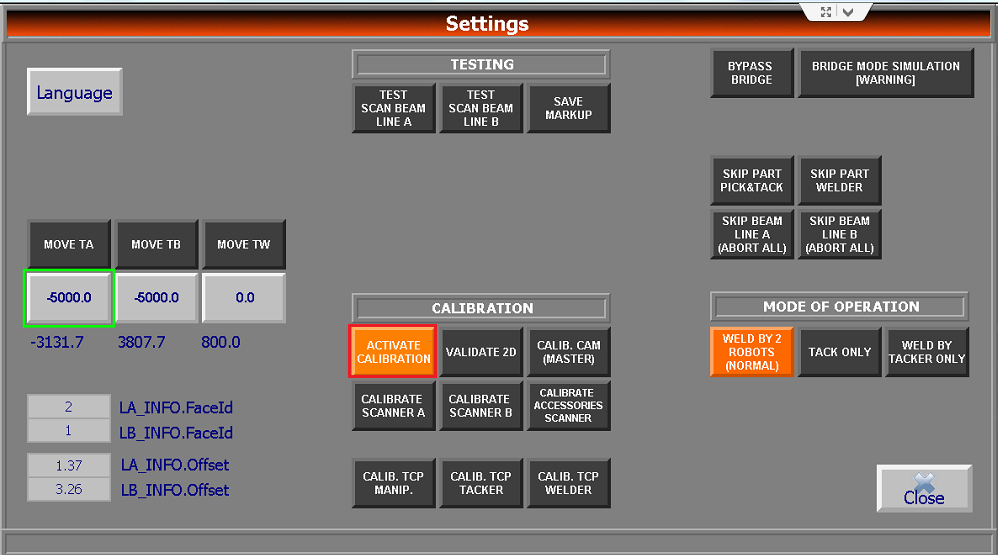 Settings
Language
TESTING
TEST
SCAN BEAM
LINE A
TEST
SCAN BEAM
LINE B
SAVE
MARKUP
BYPASS
BRIDGE
BRIDGE MODE SIMULATION
[WARNING]
SKIP PART
PICK&TACK
SKIP PART
WELDER
SKIP BEAM
LINE A
(ABORT ALL)
SKIP BEAM
LINE B
(ABORT ALL)
MOVE TA
MOVE TB
MOVE TW
-5000.0
-5000.0
0.0
-3131.7
3807.7
800.0
CALIBRATION
ACTIVATE
CALIBRATION
VALIDATE 2D
CALIB. CAM
(MASTER)
CALIBRATE
SCANNER A
CALIBRATE
SCANNER B
CALIBRATE
ACCESSORIES
SCANNER
CALIB. TCP
MANIP.
CALIB. TCP
TACKER
CALIB. TCP
WELDER
MODE OF OPERATION
WELD BY 2
ROBOTS
(NORMAL)
TACK ONLY
WELD BY
TACKER ONLY
2 LA_INFO.FaceId
1 LB_INFO.FaceId
1.37 LA_INFO.Offset
3.26 LB_INFO.Offset
Close